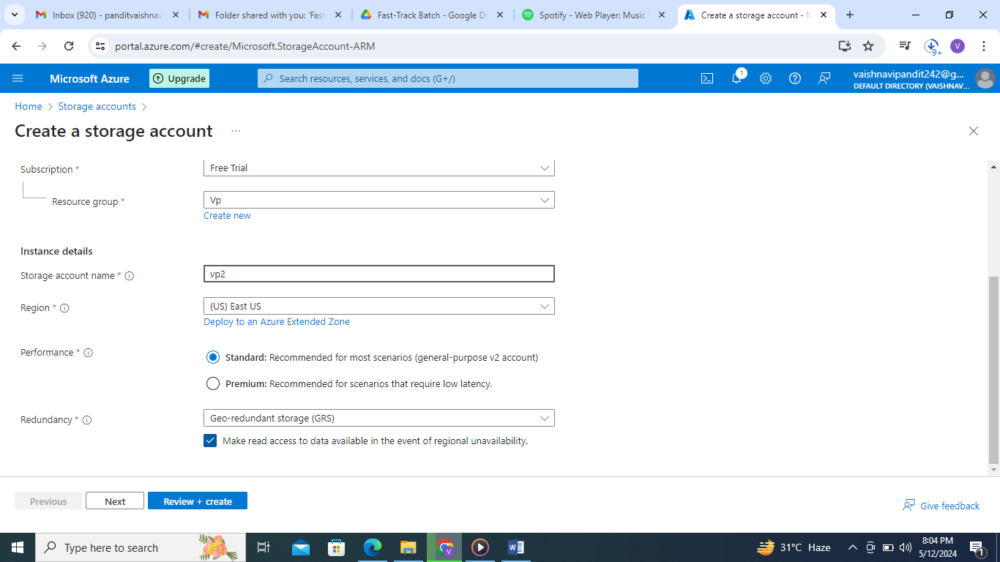 Inbox (920) - panditvaishnav
Folder shared with you: 'Fast
Fast-Track Batch - Google Dr
Spotify - Web Player: Music
Create a storage account - M
portal.azure.com/#create/Microsoft.StorageAccount-ARM
9+
V
Microsoft Azure
Upgrade
Search resources, services, and docs (G+/)
1
vaishnavipandit242@g...
DEFAULT DIRECTORY (VAISHNAV...
Home > Storage accounts >
Create a storage account ...
Subscription *
Free Trial
Resource group *
Vp
Create new
Instance details
Storage account name *
vp2
Region *
(US) East US
Deploy to an Azure Extended Zone
Performance *
Standard: Recommended for most scenarios (general-purpose v2 account)
Premium: Recommended for scenarios that require low latency.
Redundancy *
Geo-redundant storage (GRS)
Make read access to data available in the event of regional unavailability.
Previous
Next
Review + create
Give feedback
Type here to search
31°C Haze
8:04 PM
5/12/2024
1